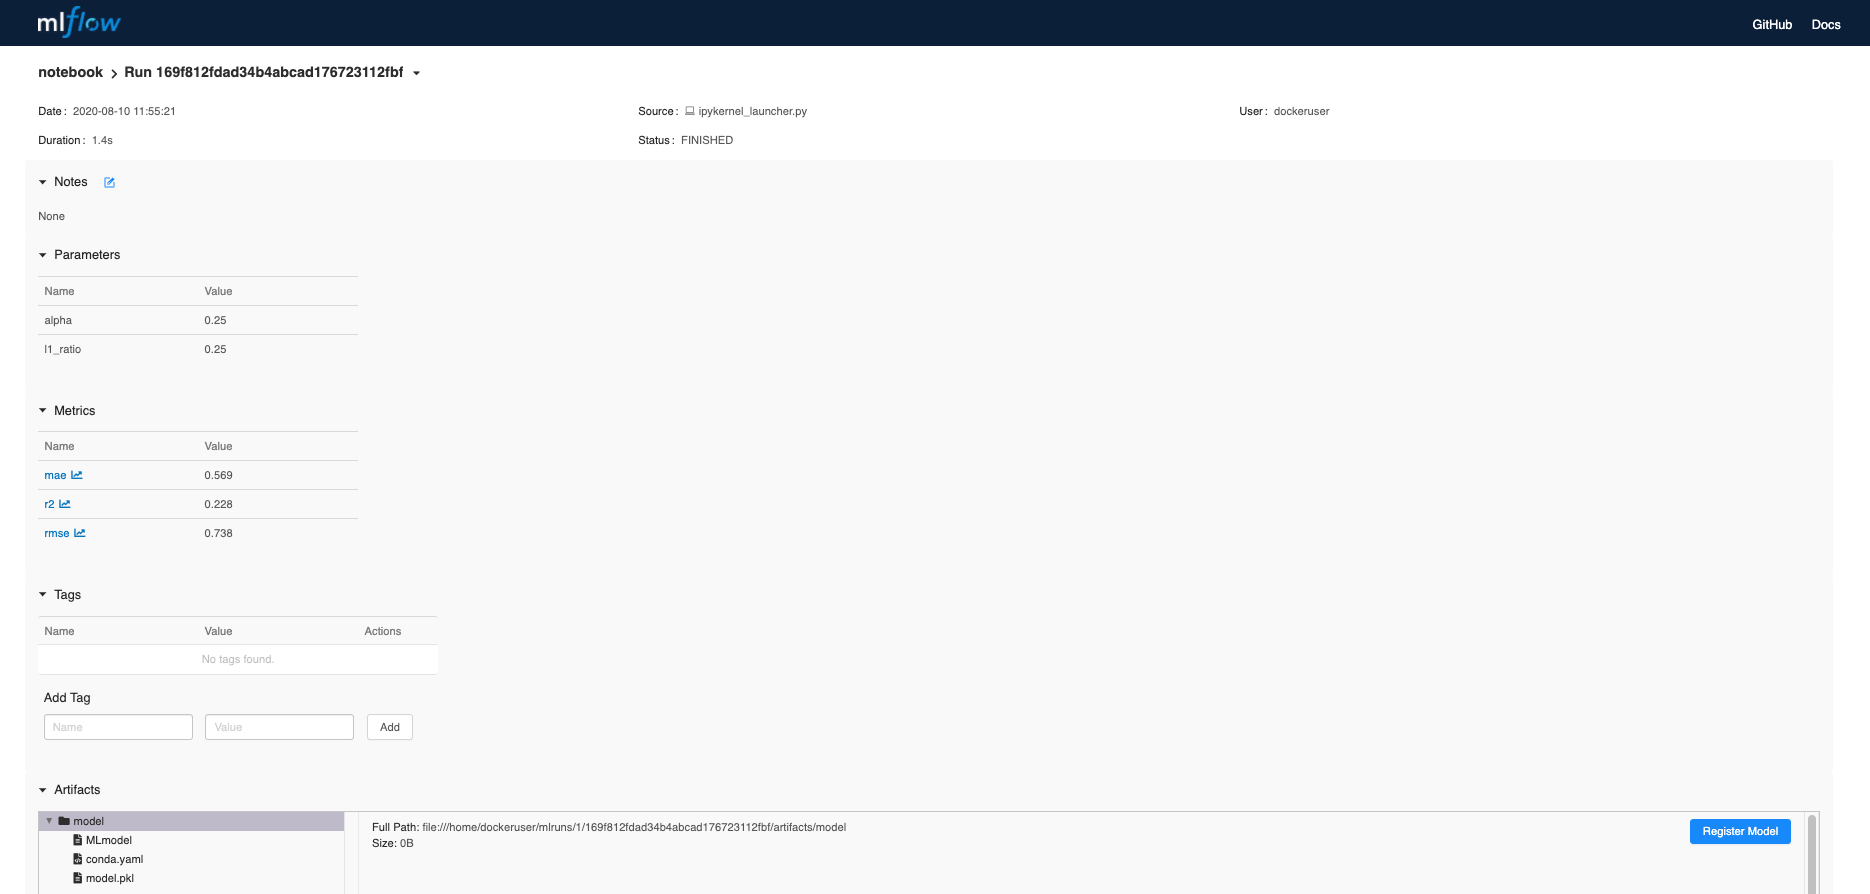 mlflow
GitHub Docs
notebook > Run 169f812fdad34b4abcad176723112fbf
Date : 2020-08-10 11:55:21
Source : ipykernel_launcher.py
User : dockeruser
Duration : 1.4s
Status : FINISHED
Notes
None
Parameters
Name Value
alpha 0.25
l1_ratio 0.25
Metrics
Name Value
mae 0.569
r2 0.228
rmse 0.738
Tags
Name Value Actions
No tags found.
Add Tag
Name Value Add
Artifacts
model
MLmodel
conda.yaml
model.pkl
Full Path: file:///home/dockeruser/mlruns/1/169f812fdad34b4abcad176723112fbf/artifacts/model
Size: 0B
Register Model